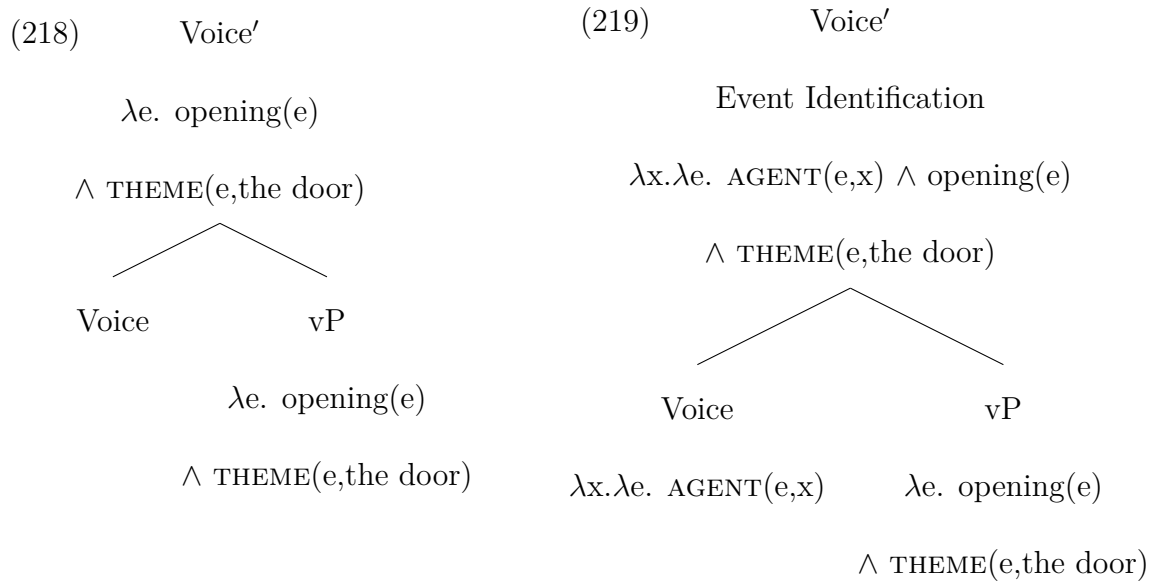 (218) Voice′
λe. opening(e)
∧ THEME(e,the door)
Voice vP
λe. opening(e)
∧ THEME(e,the door)
(219) Voice′
Event Identification
λx.λe. AGENT(e,x) ∧ opening(e)
∧ THEME(e,the door)
Voice vP
λx.λe. AGENT(e,x) λe. opening(e)
∧ THEME(e,the door)